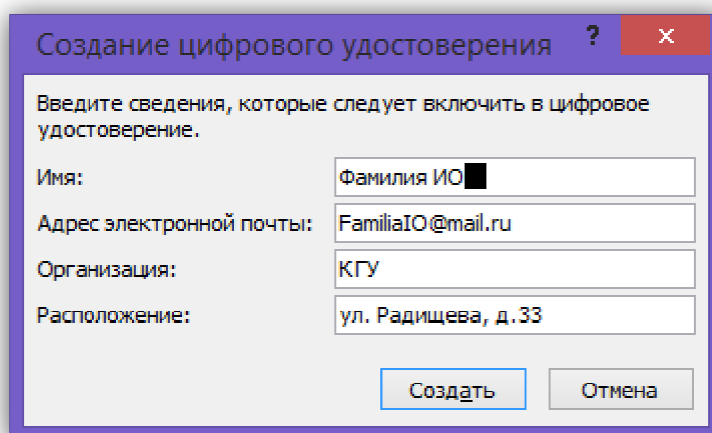 Создание цифрового удостоверения ? ×
Введите сведения, которые следует включить в цифровое
удостоверение.
Имя: Фамилия ИО
Адрес электронной почты: FamiliaIO@mail.ru
Организация: КГУ
Расположение: ул. Радищева, д.33
Создать Отмена